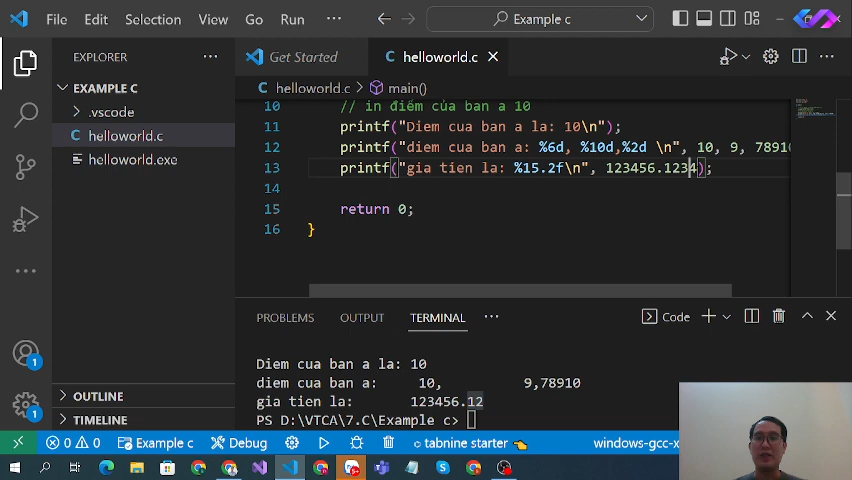 File Edit Selection View Go Run ··· Example c
EXPLORER ···
Get Started
helloworld.c
EXAMPLE C
.vscode
helloworld.c
helloworld.exe
helloworld.c > main()
10 // in điểm của ban a 10
11 printf("Diem cua ban a la: 10\n");
12 printf("diem cua ban a: %6d, %10d,%2d \n", 10, 9, 78910
13 printf("gia tien la: %15.2f\n", 123456.1234);
14
15 return 0;
16 }
PROBLEMS OUTPUT TERMINAL ··· Code
Diem cua ban a la: 10
diem cua ban a: 10, 9,78910
gia tien la: 123456.12
PS D:\VTCA\7.C\Example c>
OUTLINE
TIMELINE
1
1
0 0 Example c Debug tabnine starter windows-gcc-x